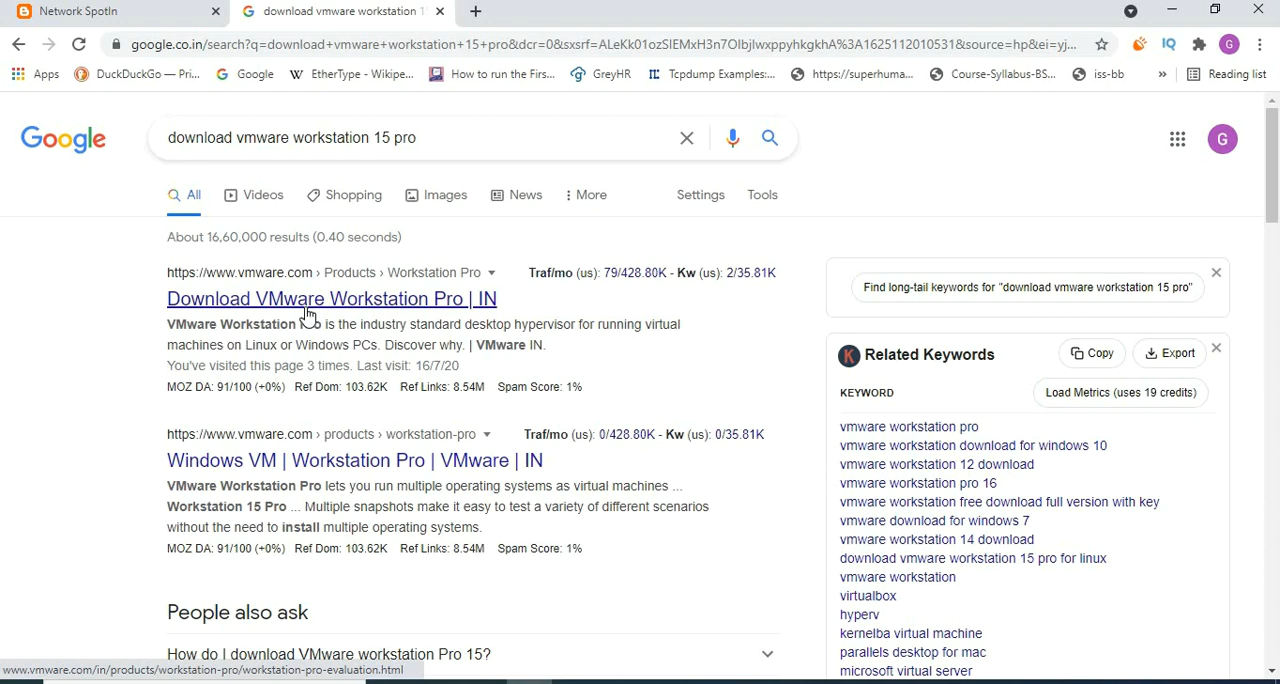 Network SpotIn
download vmware workstation 1
google.co.in/search?q=download+vmware+workstation+15+pro&dcr=0&sxsrf=ALeKk01ozSIEMxH3n7OlbjIwxppyhkgkhA%3A1625112010531&source=hp&ei=yj...
Apps DuckDuckGo — Pri... Google EtherType - Wikipe... How to run the Firs... GreyHR Tcpdump Examples:... https://superhuma... Course-Syllabus-BS... iss-bb » Reading list
Google
download vmware workstation 15 pro
G
All Videos Shopping Images News More Settings Tools
About 16,60,000 results (0.40 seconds)
https://www.vmware.com › Products › Workstation Pro Traf/mo (us): 79/428.80K - Kw (us): 2/35.81K
Download VMware Workstation Pro | IN
VMware Workstation Pro is the industry standard desktop hypervisor for running virtual
machines on Linux or Windows PCs. Discover why. | VMware IN.
You've visited this page 3 times. Last visit: 16/7/20
MOZ DA: 91/100 (+0%) Ref Dom: 103.62K Ref Links: 8.54M Spam Score: 1%
https://www.vmware.com › products › workstation-pro Traf/mo (us): 0/428.80K - Kw (us): 0/35.81K
Windows VM | Workstation Pro | VMware | IN
VMware Workstation Pro lets you run multiple operating systems as virtual machines ...
Workstation 15 Pro ... Multiple snapshots make it easy to test a variety of different scenarios
without the need to install multiple operating systems.
MOZ DA: 91/100 (+0%) Ref Dom: 103.62K Ref Links: 8.54M Spam Score: 1%
People also ask
How do I download VMware workstation Pro 15?
www.vmware.com/in/products/workstation-pro/workstation-pro-evaluation.html
Find long-tail keywords for "download vmware workstation 15 pro"
Related Keywords Copy Export
KEYWORD Load Metrics (uses 19 credits)
vmware workstation pro
vmware workstation download for windows 10
vmware workstation 12 download
vmware workstation pro 16
vmware workstation free download full version with key
vmware download for windows 7
vmware workstation 14 download
download vmware workstation 15 pro for linux
vmware workstation
virtualbox
hyperv
kernelba virtual machine
parallels desktop for mac
microsoft virtual server